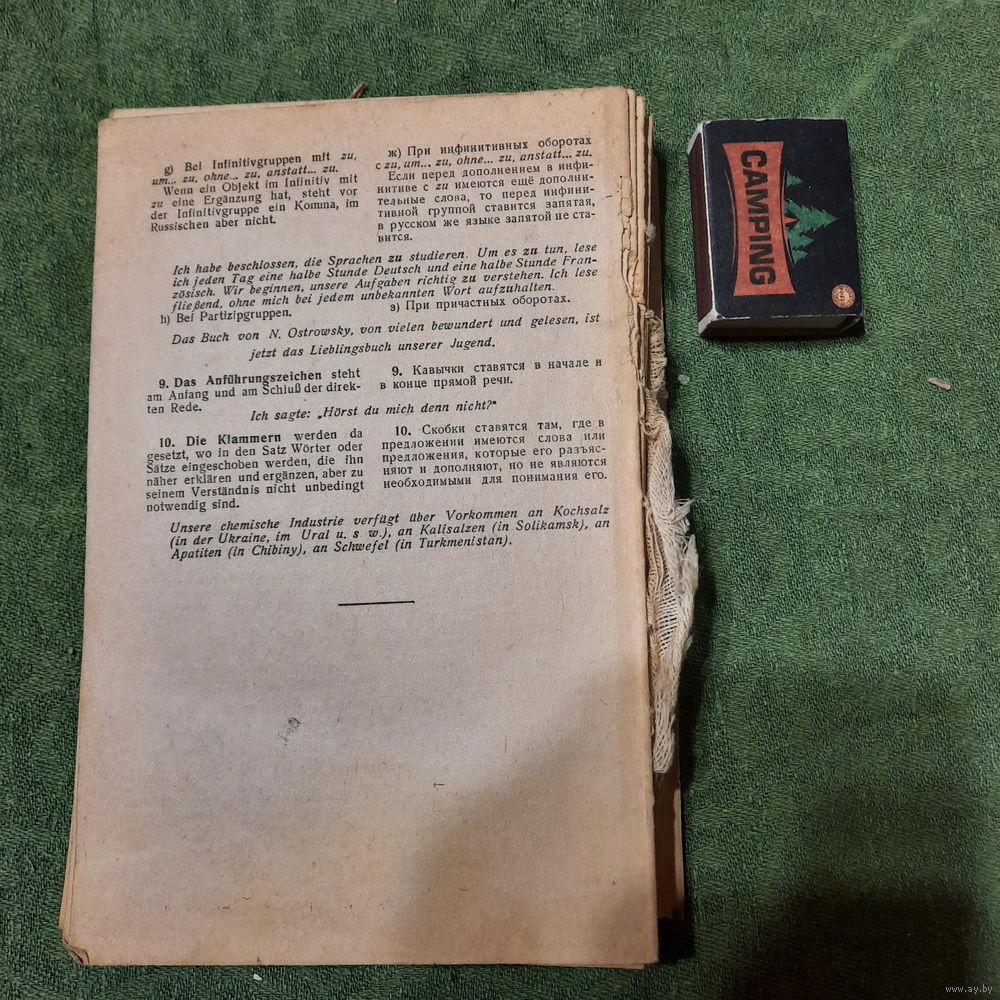 g) Bei Infinitivgruppen mit zu,
um... zu, ohne... zu, anstatt... zu.
Wenn ein Objekt im Infinitiv mit
zu eine Ergänzung hat, steht vor
der Infinitivgruppe ein Komma, im
Russischen aber nicht.
ж) При инфинитивных оборотах
с zu, um... zu, ohne... zu, anstatt... zu.
Если перед дополнением в инфи-
нитиве с zu имеются ещё дополни-
тельные слова, то перед инфини-
тивной группой ставится запятая,
в русском же языке запятой не ста-
вится.
Ich habe beschlossen, die Sprachen zu studieren. Um es zu tun, lese
ich jeden Tag eine halbe Stunde Deutsch und eine halbe Stunde Fran-
zösisch. Wir beginnen, unsere Aufgaben richtig zu verstehen. Ich lese
fließend, ohne mich bei jedem unbekannten Wort aufzuhalten.
h) Bei Partizipgruppen.
з) При причастных оборотах.
Das Buch von N. Ostrowsky, von vielen bewundert und gelesen, ist
jetzt das Lieblingsbuch unserer Jugend.
9. Das Anführungszeichen steht
am Anfang und am Schluß der direk-
ten Rede.
9. Кавычки ставятся в начале и
в конце прямой речи.
Ich sagte: „Hörst du mich denn nicht?"
10. Die Klammern werden da
gesetzt, wo in den Satz Wörter oder
Sätze eingeschoben werden, die ihn
näher erklären und ergänzen, aber zu
seinem Verständnis nicht unbedingt
notwendig sind.
10. Скобки ставятся там, где в
предложении имеются слова или
предложения, которые его разъяс-
няют и дополняют, но не являются
необходимыми для понимания его.
Unsere chemische Industrie verfügt über Vorkommen an Kochsalz
(in der Ukraine, im Ural u. s. w.), an Kalisalzen (in Solikamsk), an
Apatiten (in Chibiny), an Schwefel (in Turkmenistan).
CAMPING
www.ay.by